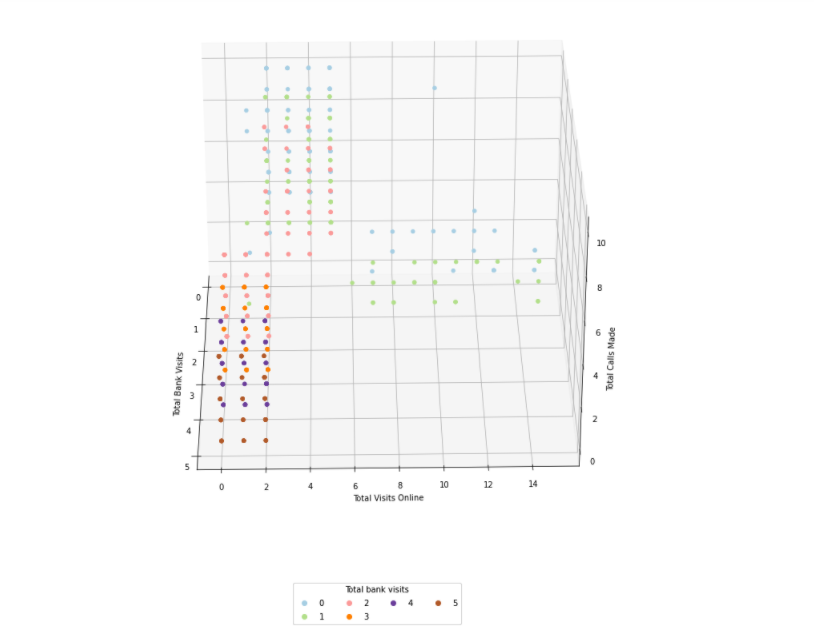 10
0
8
1
6
2
4
3
2
4
0
5
Total Bank Visits
Total Calls Made
0 2 4 6 8 10 12 14
Total Visits Online
Total bank visits
0 2 4 5
1 3